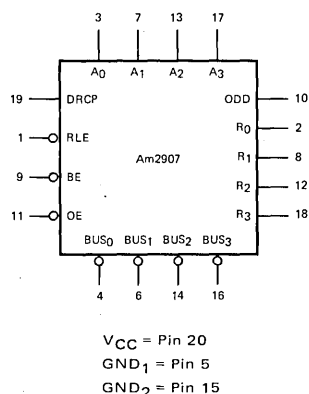 3 7 13 17
A0 A1 A2 A3
19 DRCP ODD 10
R0 2
1 RLE
R1 8
Am2907
9 BE
R2 12
11 OE
R3 18
BUS0 BUS1 BUS2 BUS3
4 6 14 16
VCC = Pin 20
GND1 = Pin 5
GND2 = Pin 15